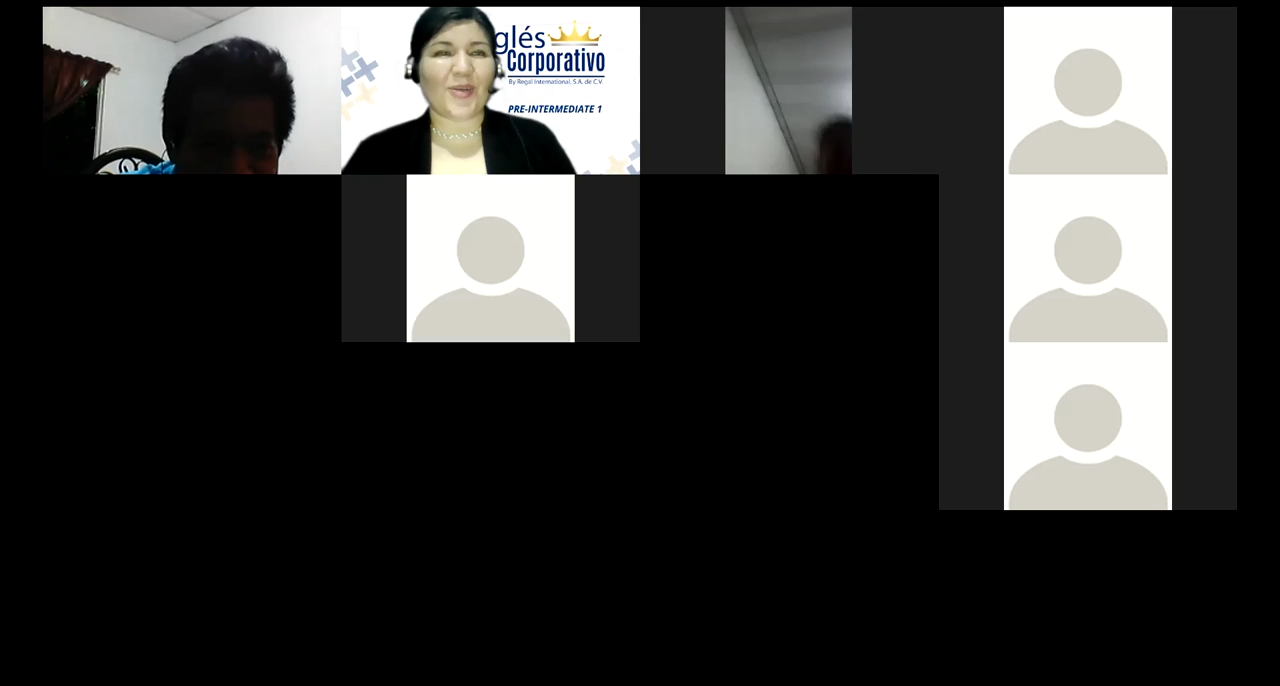 glés
Corporativo
By Regal International, S.A. de C.V.
PRE-INTERMEDIATE 1